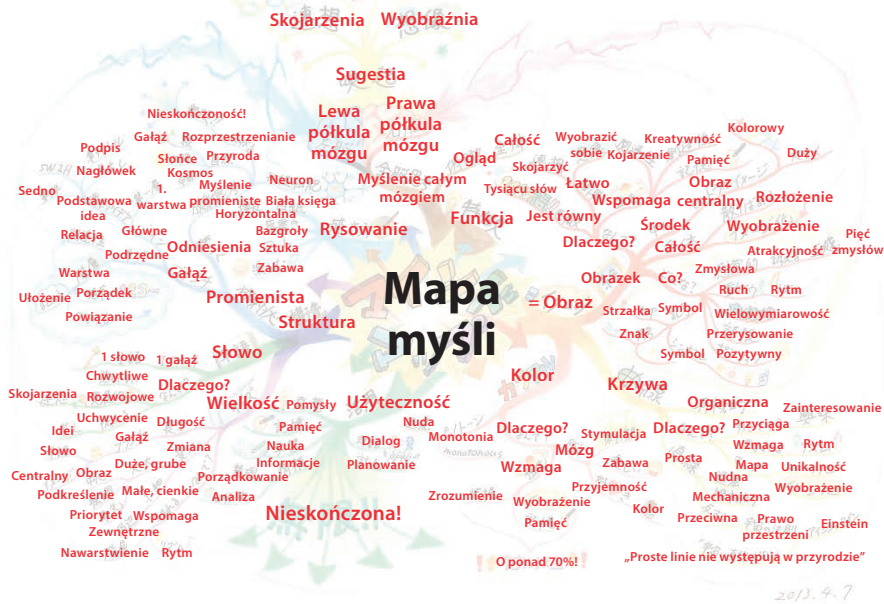 Skojarzenia Wyobraźnia
Sugestia
Lewa
półkula
mózgu
Prawa
półkula
mózgu
Myślenie całym
mózgiem
Nieskończoność!
Gałąź Rozprzestrzenianie
Podpis
Nagłówek
Słońce Przyroda
Kosmos
Sedno
1.
warstwa
Myślenie
promieniste
Neuron
Biała księga
Podstawowa
idea
Horyzontalna
Relacja
Główne
Bazgroły
Rysowanie
Podrzędne
Odniesienia
Sztuka
Warstwa
Gałąź
Zabawa
Ułożenie
Porządek
Powiązanie
Promienista
Struktura
Całość
Ogląd
Wyobrazić
sobie
Kreatywność
Kolorowy
Skojarzyć
Kojarzenie
Pamięć
Duży
Tysiącu słów
Łatwo
Obraz
centralny
Wspomaga
Rozłożenie
Funkcja
Jest równy
Środek
Wyobrażenie
Dlaczego?
Całość
Atrakcyjność
Pięć
zmysłów
Obrazek
Co?
Zmysłowa
Ruch
Rytm
= Obraz
Strzałka
Symbol
Wielowymiarowość
Znak
Przerysowanie
Symbol
Pozytywny
Mapa
myśli
1 słowo
1 gałąź
Słowo
Chwytliwe
Dlaczego?
Skojarzenia
Rozwojowe
Wielkość
Pomysły
Użyteczność
Uchwycenie
Długość
Pamięć
Nuda
Idei
Gałąź
Dialog
Monotonia
Słowo
Zmiana
Nauka
Centralny
Obraz
Duże, grube
Informacje
Planowanie
Porządkowanie
Podkreślenie
Małe, cienkie
Analiza
Priorytet
Wspomaga
Nieskończona!
Zewnętrzne
Nawarstwienie
Rytm
Kolor
Krzywa
Organiczna
Zainteresowanie
Dlaczego?
Stymulacja
Dlaczego?
Przyciąga
Mózg
Wzmaga
Rytm
Wzmaga
Zabawa
Prosta
Mapa
Unikalność
Nudna
Wyobrażenie
Zrozumienie
Przyjemność
Mechaniczna
Wyobrażenie
Kolor
Przeciwna
Prawo
przestrzeni
Einstein
Pamięć
O ponad 70%!
„Proste linie nie występują w przyrodzie”
2013. 4. 7